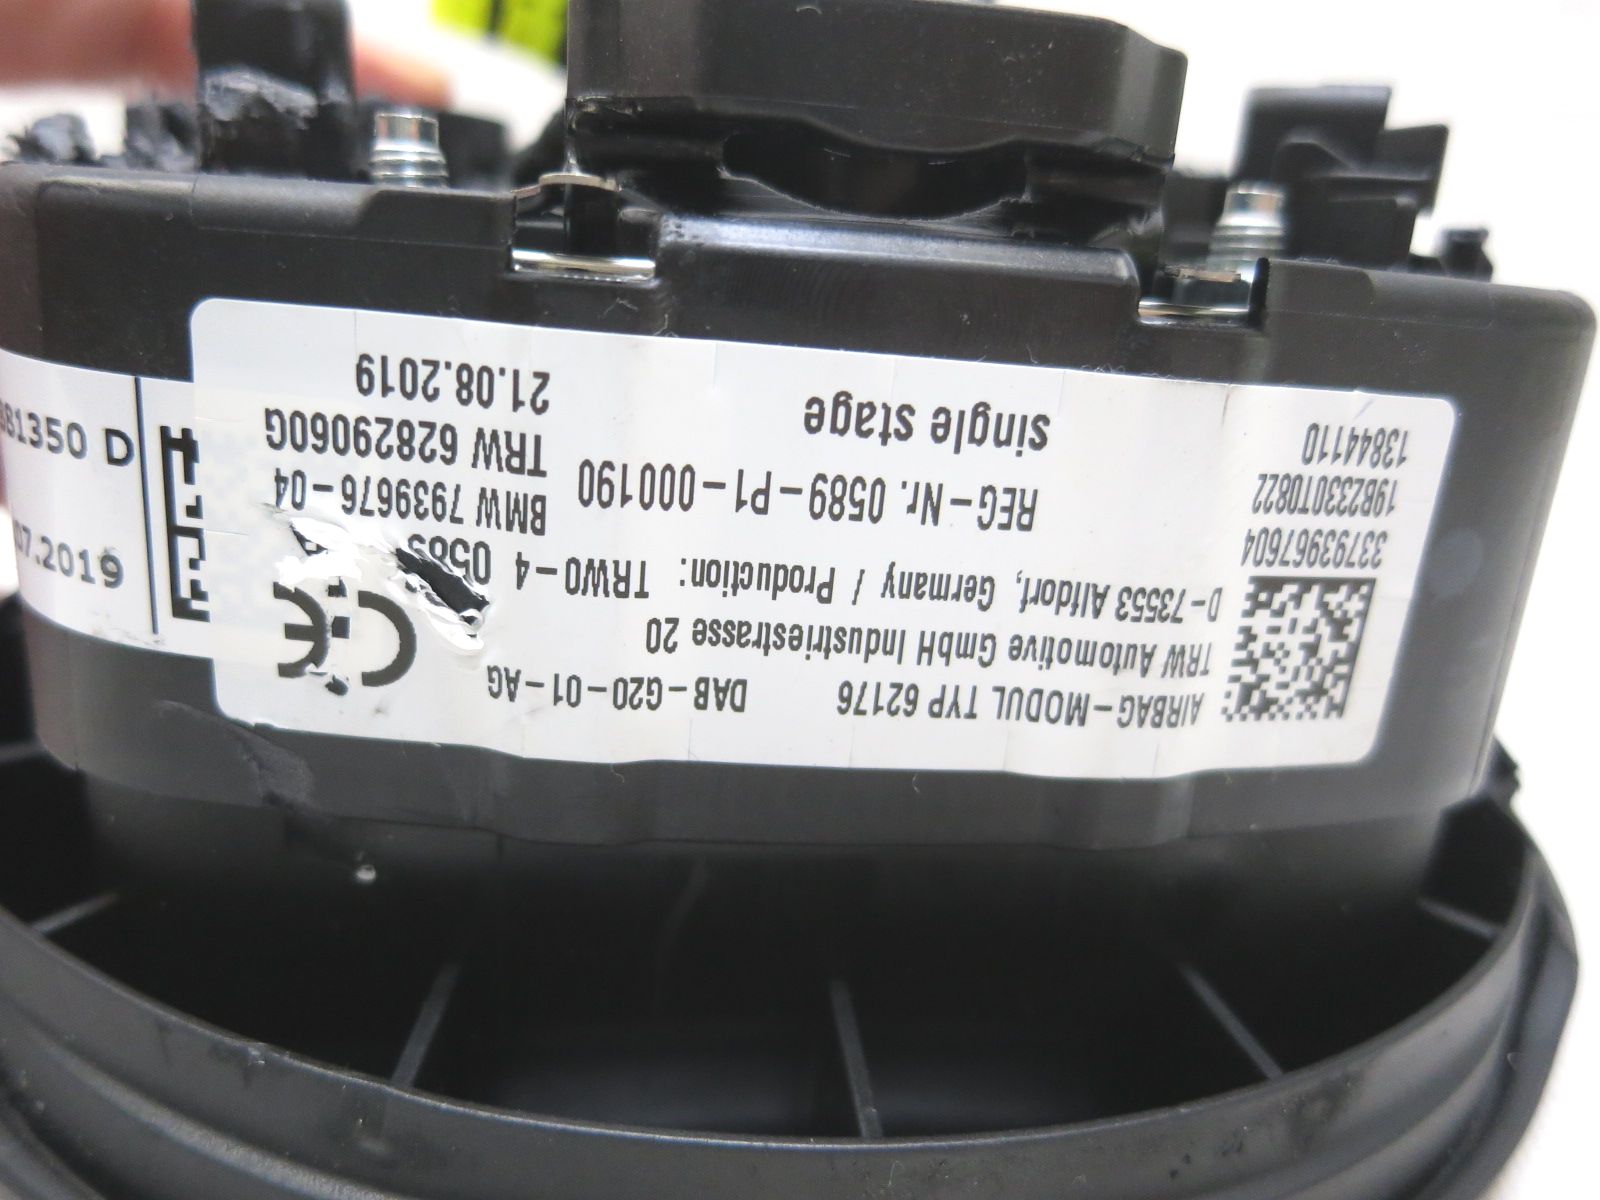 AIRBAG-MODUL TYP 62176 DAB-G20-01-AG
TRW Automotive GmbH Industriestrasse 20
D-73553 Alfdorf, Germany / Production: TRW0-4
CE
0589
33793967604
19B2330T0822
13844110
REG-Nr. 0589-P1-000190
single stage
BMW 7939676-04
TRW 62829060G
21.08.2019
81350 D
07.2019